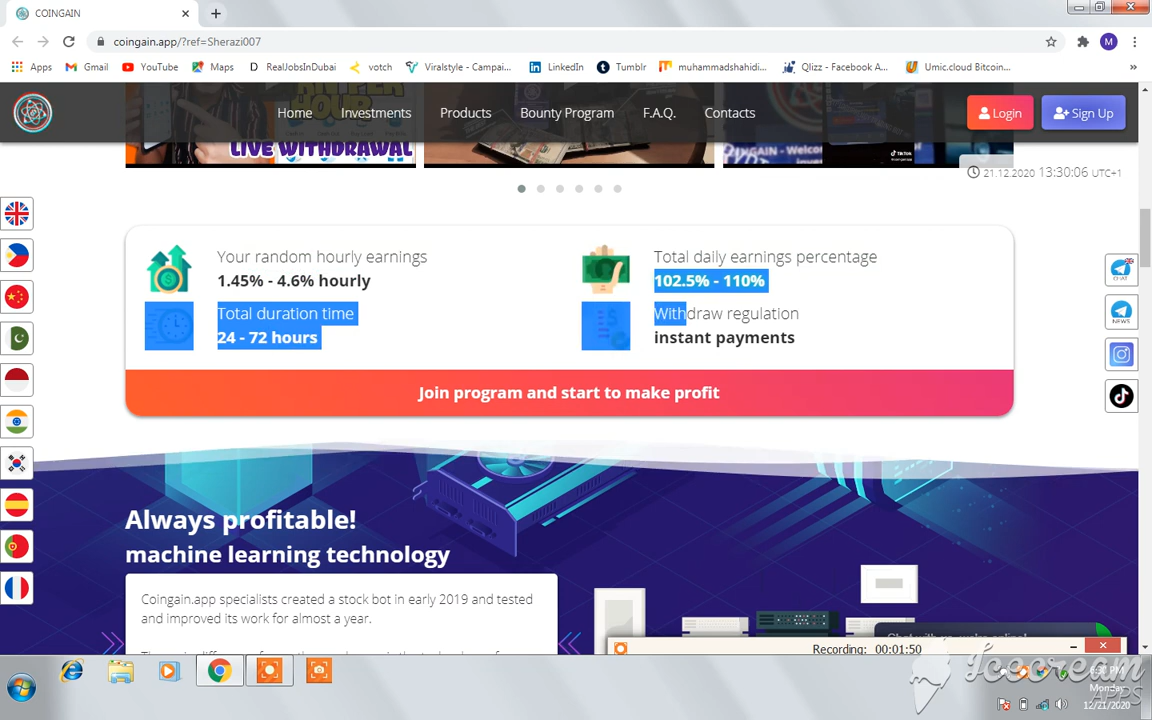 COINGAIN
coingain.app/?ref=Sherazi007
M
Apps
Gmail
YouTube
Maps
RealJobsInDubai
votch
Viralstyle - Campai...
LinkedIn
Tumblr
muhammadshahidi...
Qlizz - Facebook A...
Umic.cloud Bitcoin...
»
Home
Investments
Products
Bounty Program
F.A.Q.
Contacts
Login
Sign Up
HOUR
LIVE WITHDRAWAL
TikTok
21.12.2020 13:30:06 UTC+1
CHAT
NEWS
Your random hourly earnings
1.45% - 4.6% hourly
Total daily earnings percentage
102.5% - 110%
Total duration time
24 - 72 hours
Withdraw regulation
instant payments
Join program and start to make profit
Always profitable!
machine learning technology
Coingain.app specialists created a stock bot in early 2019 and tested
and improved its work for almost a year.
Recording: 00:01:50
Icecream
APPS
Monday
12/21/2020